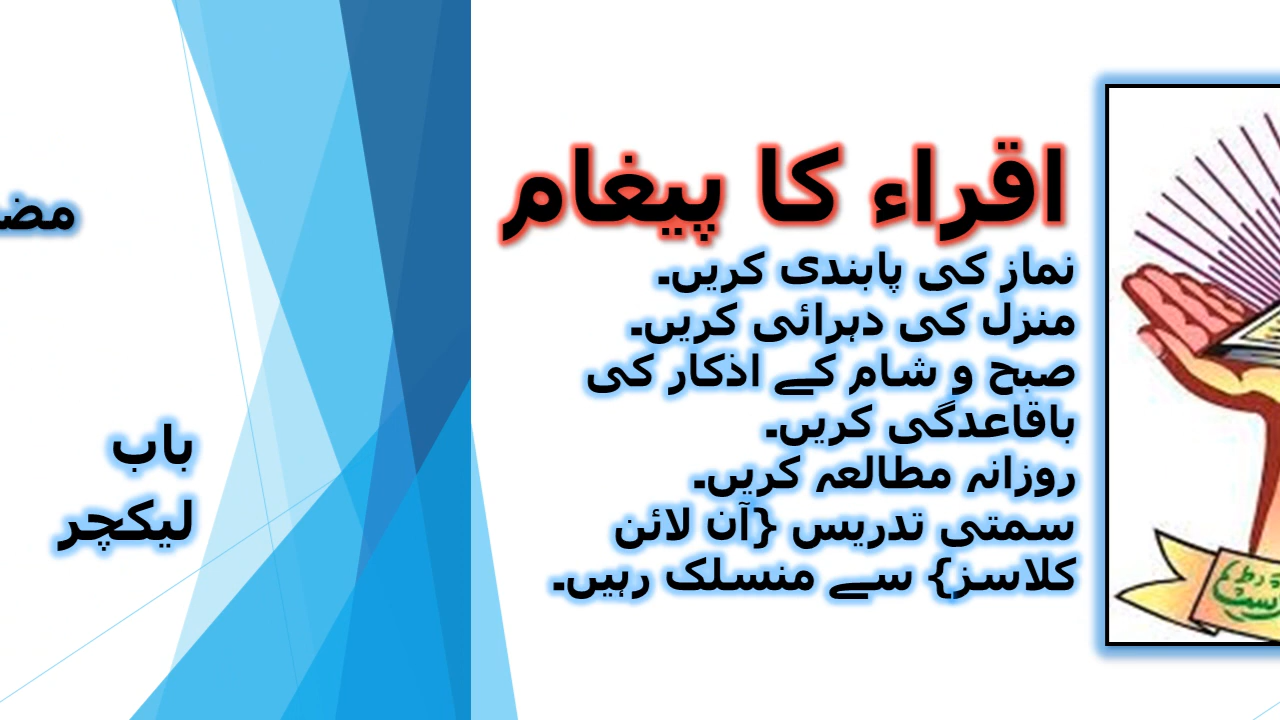 اقراء کا پیغام
نماز کی پابندی کریں۔
منزل کی دہرائی کریں۔
صبح و شام کے اذکار کی
باقاعدگی کریں۔
روزانہ مطالعہ کریں۔
سمتی تدریس {آن لائن
کلاسز} سے منسلک رہیں۔
باب
لیکچر